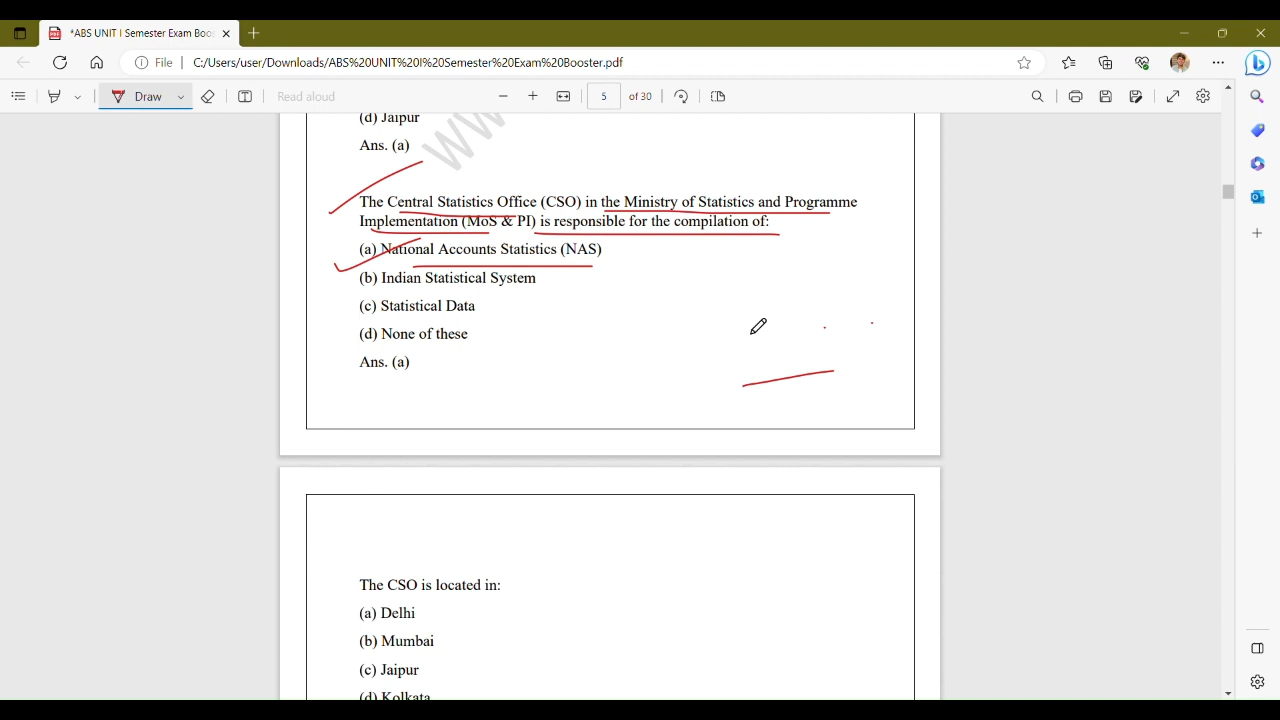 *ABS UNIT I Semester Exam Boos
File
C:/Users/user/Downloads/ABS%20UNIT%20I%20Semester%20Exam%20Booster.pdf
Draw
Read aloud
5 of 30
(d) Jaipur
Ans. (a)
WW
The Central Statistics Office (CSO) in the Ministry of Statistics and Programme
Implementation (MoS & PI) is responsible for the compilation of:
(a) National Accounts Statistics (NAS)
(b) Indian Statistical System
(c) Statistical Data
(d) None of these
Ans. (a)
The CSO is located in:
(a) Delhi
(b) Mumbai
(c) Jaipur
(d) Kolkata